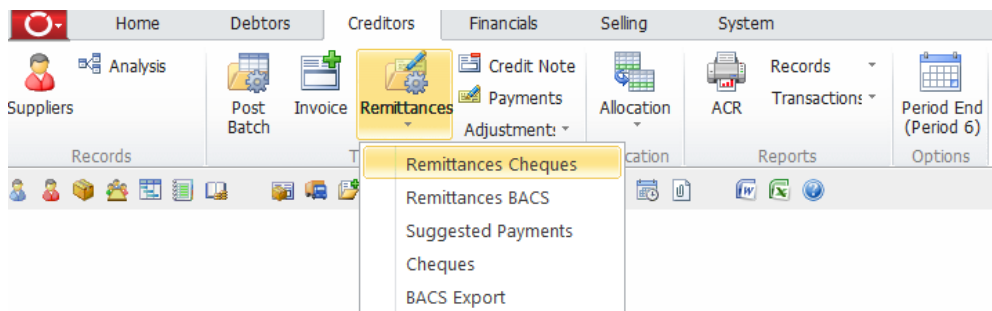 Home Debtors Creditors Financials Selling System
Analysis Credit Note Records
Payments Transactions
Suppliers Post Batch Invoice Remittances Adjustments Allocation ACR Period End (Period 6)
Records T cation Reports Options
Remittances Cheques
Remittances BACS
Suggested Payments
Cheques
BACS Export